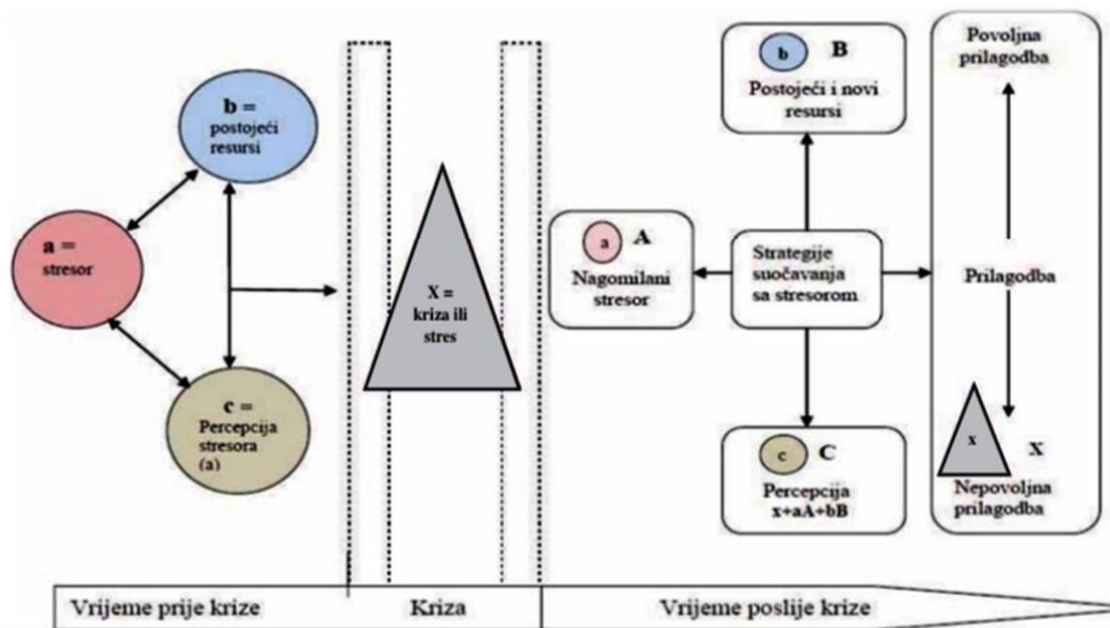 b =
postojeći
resursi
a =
stresor
c =
Percepcija
stresora
(a)
X =
kriza ili
stres
b B
Postojeći i novi
resursi
a A
Nagomilani
stresor
Strategije
suočavanja
sa stresorom
c C
Percepcija
x+aA+bB
Povoljna
prilagodba
Prilagodba
x X
Nepovoljna
prilagodba
Vrijeme prije krize
Kriza
Vrijeme poslije krize